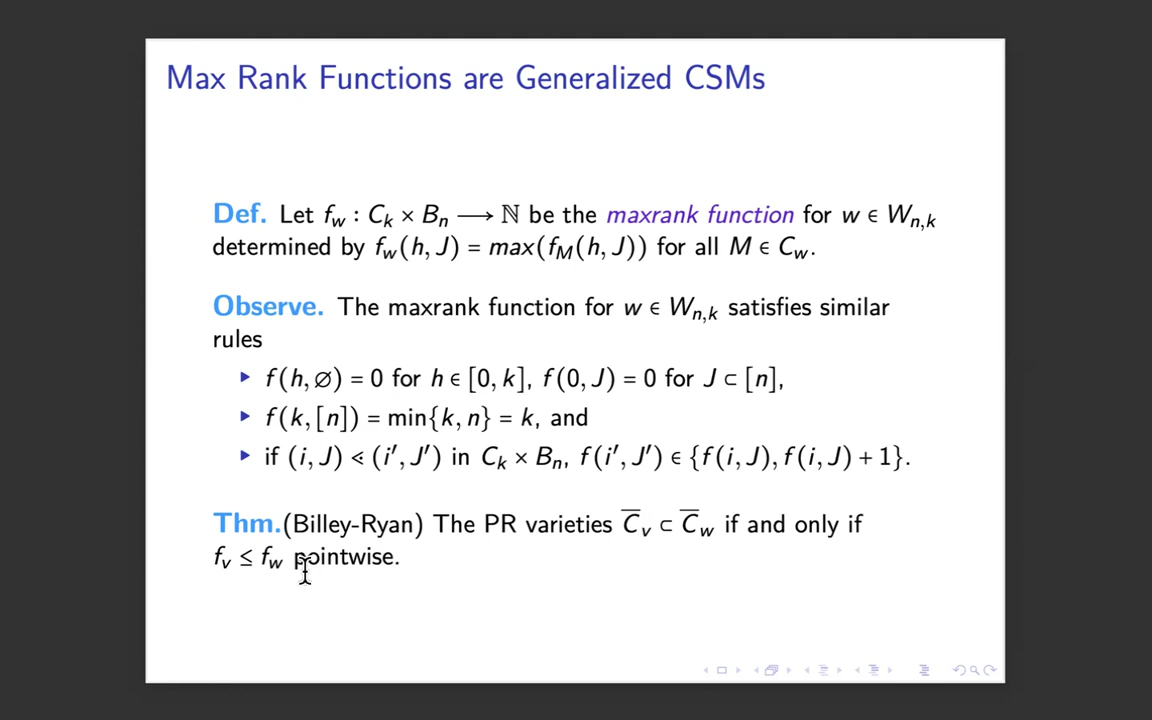 Max Rank Functions are Generalized CSMs
Def. Let f_w : C_k × B_n ⟶ ℕ be the maxrank function for w ∈ W_{n,k}
determined by f_w(h, J) = max(f_M(h, J)) for all M ∈ C_w.
Observe. The maxrank function for w ∈ W_{n,k} satisfies similar
rules
▸ f(h, ∅) = 0 for h ∈ [0, k], f(0, J) = 0 for J ⊂ [n],
▸ f(k, [n]) = min{k, n} = k, and
▸ if (i, J) ⋖ (i′, J′) in C_k × B_n, f(i′, J′) ∈ {f(i, J), f(i, J) + 1}.
Thm.(Billey-Ryan) The PR varieties C̅_v ⊂ C̅_w if and only if
f_v ≤ f_w pointwise.